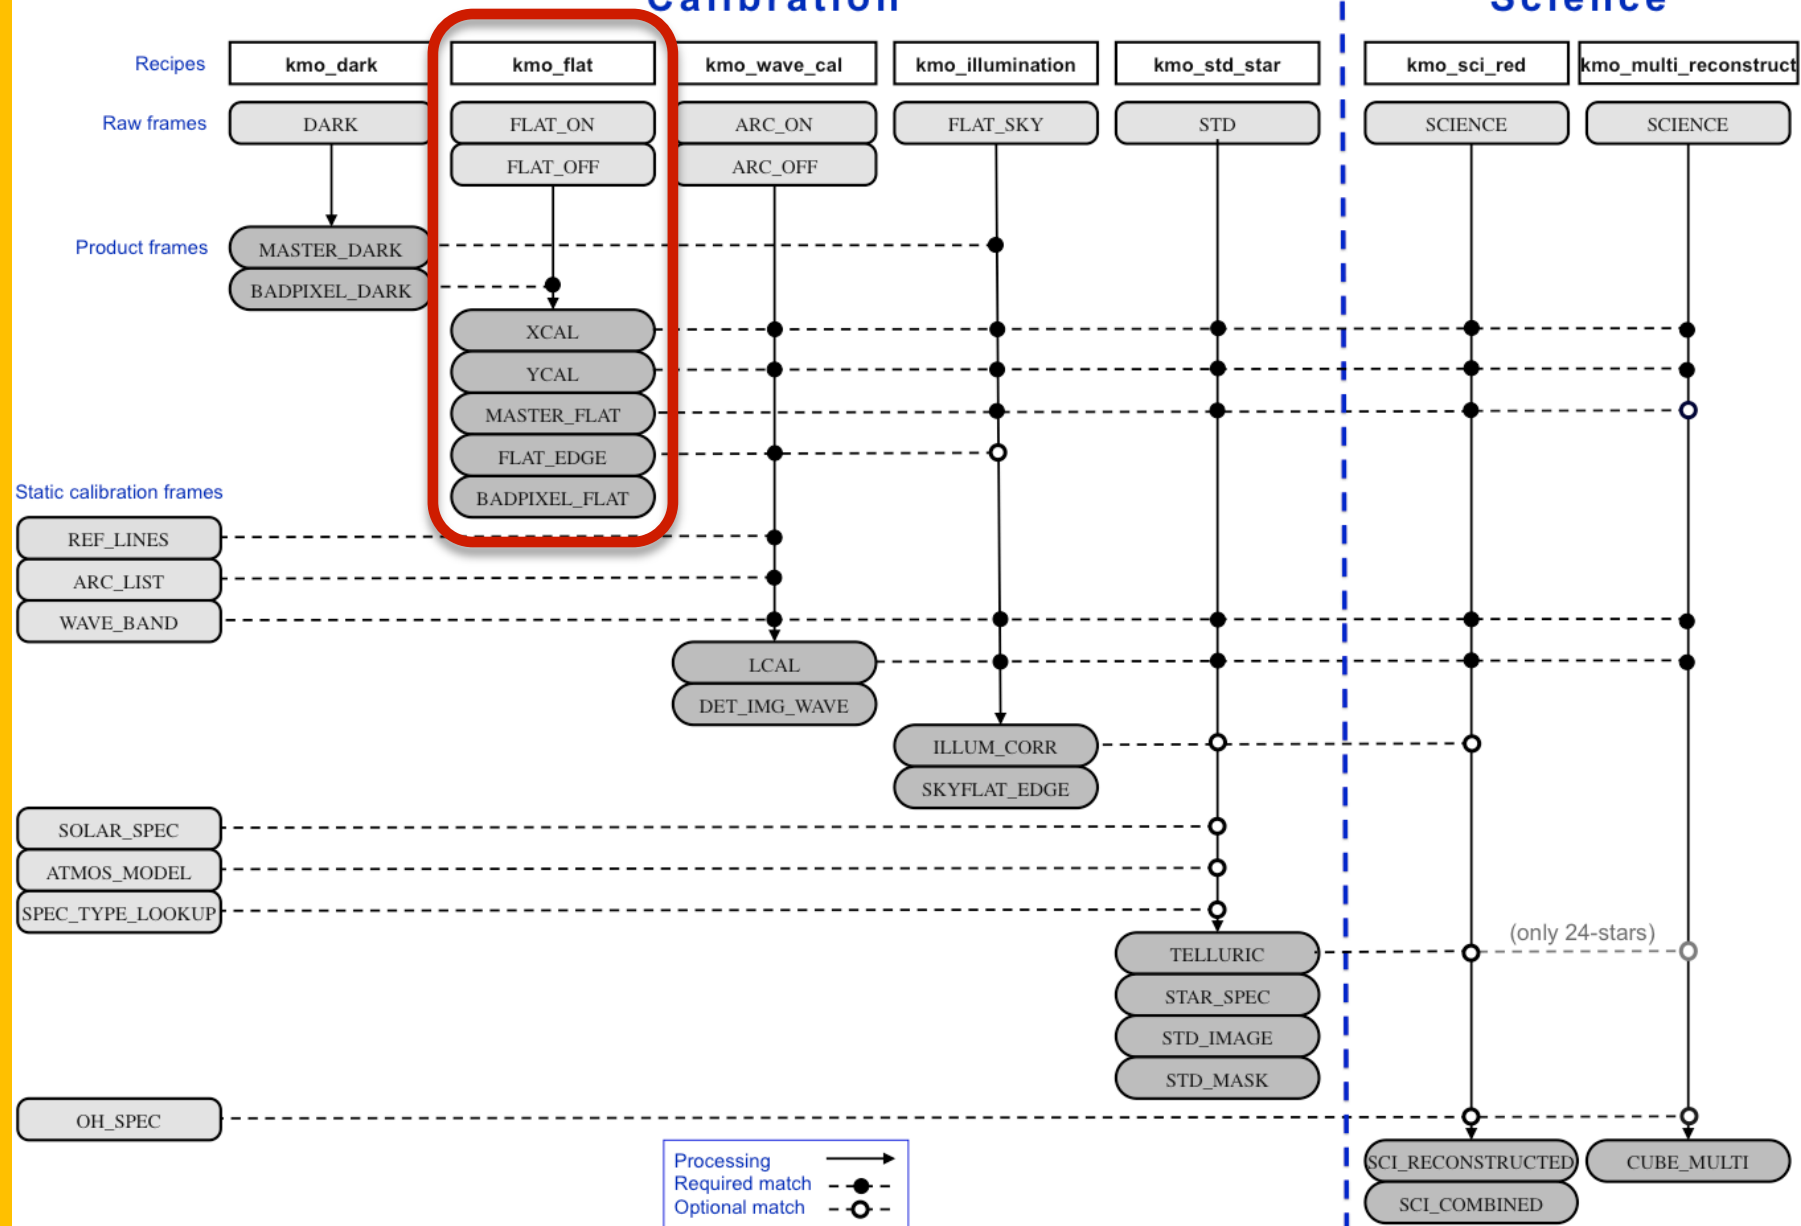 Calibration Science
Recipes kmo_dark kmo_flat kmo_wave_cal kmo_illumination kmo_std_star kmo_sci_red kmo_multi_reconstruct
Raw frames DARK FLAT_ON ARC_ON FLAT_SKY STD SCIENCE SCIENCE
FLAT_OFF ARC_OFF
Product frames MASTER_DARK
BADPIXEL_DARK
XCAL
YCAL
MASTER_FLAT
FLAT_EDGE
Static calibration frames BADPIXEL_FLAT
REF_LINES
ARC_LIST
WAVE_BAND
LCAL
DET_IMG_WAVE
ILLUM_CORR
SKYFLAT_EDGE
SOLAR_SPEC
ATMOS_MODEL
SPEC_TYPE_LOOKUP
(only 24-stars)
TELLURIC
STAR_SPEC
STD_IMAGE
STD_MASK
OH_SPEC
Processing SCI_RECONSTRUCTED CUBE_MULTI
Required match
Optional match SCI_COMBINED